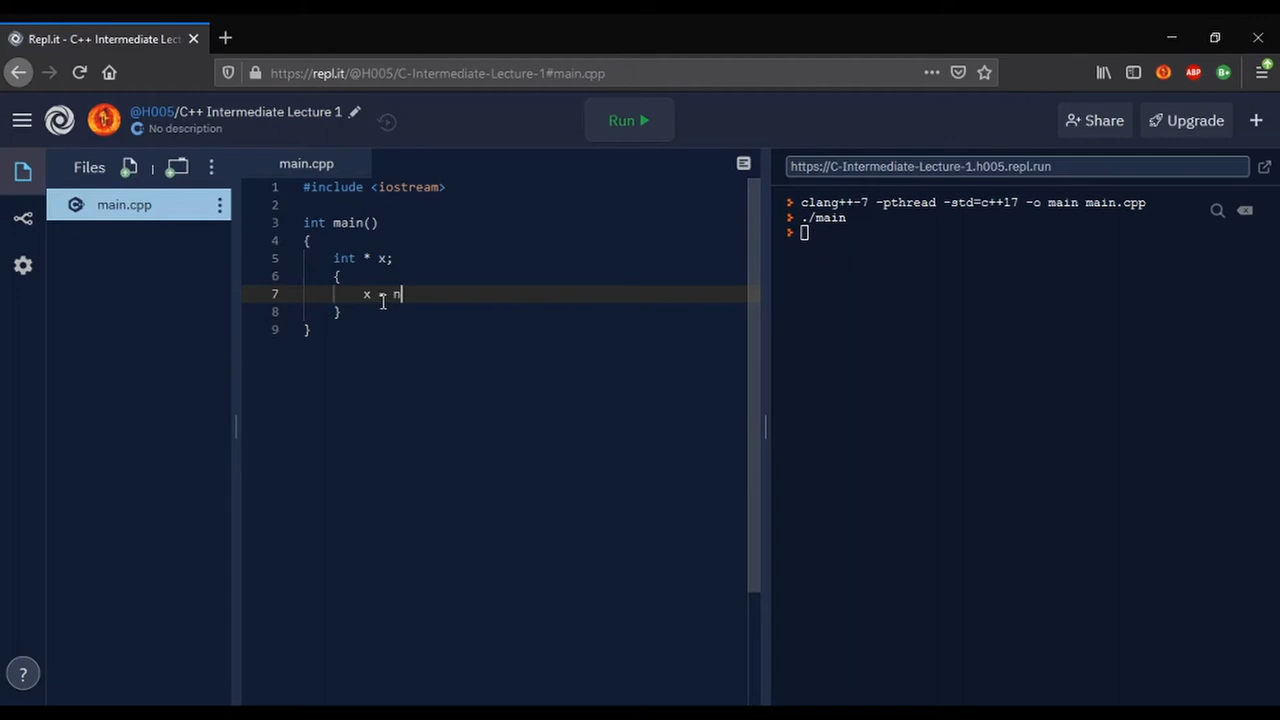 Repl.it - C++ Intermediate Lect
https://repl.it/@H005/C-Intermediate-Lecture-1#main.cpp
ABP
B+
@H005/C++ Intermediate Lecture 1
No description
Run
Share
Upgrade
Files
main.cpp
main.cpp
1 #include <iostream>
2
3 int main()
4 {
5 int * x;
6 {
7 x = n
8 }
9 }
https://C-Intermediate-Lecture-1.h005.repl.run
clang++-7 -pthread -std=c++17 -o main main.cpp
./main
?